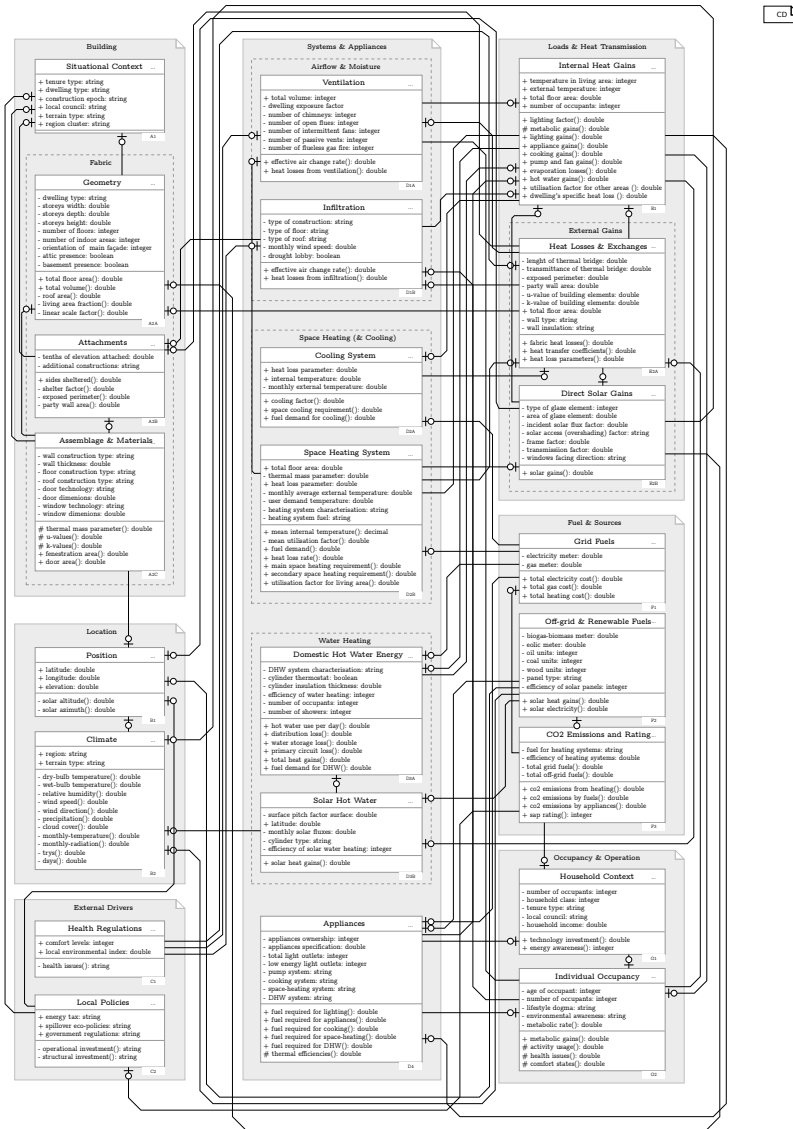 CD
Building
Situational Context ...
+ tenure type: string
+ dwelling type: string
+ construction epoch: string
+ local council: string
+ terrain type: string
+ region cluster: string
A1
Fabric
Geometry ...
- dwelling type: string
- storeys width: double
- storeys depth: double
- storeys height: double
- number of floors: integer
- number of indoor areas: integer
- orientation of main façade: integer
- attic presence: boolean
- basement presence: boolean
+ total floor area(): double
+ total volume(): double
- roof area(): double
- living area fraction(): double
- linear scale factor(): double
A2A
Attachments ...
- tenths of elevation attached: double
- additional constructions: string
+ sides sheltered(): double
- shelter factor(): double
- exposed perimeter(): double
- party wall area(): double
A2B
Assemblage & Materials
- wall construction type: string
- wall thickness: double
- floor construction type: string
- roof construction type: string
- door technology: string
- door dimenions: double
- window technology: string
- window dimenions: double
# thermal mass parameter(): double
# u-values(): double
# k-values(): double
+ fenestration area(): double
+ door area(): double
A2C
Location
Position ...
+ latitude: double
+ longitude: double
+ elevation: double
- solar altitude(): double
- solar azimuth(): double
B1
Climate ...
+ region: string
+ terrain type: string
- dry-bulb temperature(): double
- wet-bulb temperature(): double
- relative humidity(): double
- wind speed(): double
- wind direction(): double
- precipitation(): double
- cloud cover(): double
- monthly-temperature(): double
- monthly-radiation(): double
- trys(): double
- dsys(): double
B2
External Drivers
Health Regulations ...
+ comfort levels: integer
+ local environmental index: double
- health issues(): string
C1
Local Policies ...
+ energy tax: string
+ spillover eco-policies: string
+ government regulations: string
- operational investment(): string
- structural investment(): string
C2
Systems & Appliances
Airflow & Moisture
Ventilation ...
+ total volume: integer
- dwelling exposure factor
- number of chimneys: integer
- number of open flues: integer
- number of intermittent fans: integer
- number of passive vents: integer
- number of flueless gas fire: integer
+ effective air change rate(): double
+ heat losses from ventilation(): double
D1A
Infiltration ...
- type of construction: string
- type of floor: string
- type of roof: string
- monthly wind speed: double
- drought lobby: boolean
+ effective air change rate(): double
+ heat losses from infiltration(): double
D1B
Space Heating (& Cooling)
Cooling System ...
+ heat loss parameter: double
+ internal temperature: double
- monthly external temperature: double
+ cooling factor(): double
+ space cooling requirement(): double
+ fuel demand for cooling(): double
D2A
Space Heating System ...
+ total floor area: double
- thermal mass parameter: double
+ heat loss parameter: double
- monthly average external temperature: double
- user demand temperature: double
- heating system characterisation: string
- heating system fuel: string
+ mean internal temperature(): decimal
- mean utilisation factor(): double
+ fuel demand(): double
+ heat loss rate(): double
+ main space heating requirement(): double
+ secondary space heating requirement(): double
+ utilisation factor for living area(): double
D2B
Water Heating
Domestic Hot Water Energy ...
- DHW system characterisation: string
- cylinder thermostat: boolean
- cylinder insulation thickness: double
- efficiency of water heating: double
- number of occupants: integer
- number of showers: integer
+ hot water use per day(): double
- distribution loss(): double
- water storage loss(): double
+ primary circuit loss(): double
+ total heat gains(): double
+ fuel demand for DHW(): double
D3A
Solar Hot Water ...
- surface pitch factor surface: double
+ latitude: double
- monthly solar fluxes: double
- cylinder type: string
- efficiency of solar water heating: integer
+ solar heat gains(): double
D3B
Appliances ...
- appliances ownership: integer
- appliances specification: double
- total light outlets: integer
- low energy light outlets: integer
- pump system: string
- cooking system: string
- space-heating system: string
- DHW system: string
+ fuel required for lighting(): double
+ fuel required for appliances(): double
+ fuel required for cooking(): double
+ fuel required for space-heating(): double
+ fuel required for DHW(): double
# thermal efficiencies(): double
D4
Loads & Heat Transmission
Internal Heat Gains ...
+ temperature in living area: integer
+ external temperature: integer
+ total floor area: double
+ number of occupants: integer
+ lighting factor(): double
# metabolic gains(): double
+ lighting gains(): double
+ appliance gains(): double
+ cooking gains(): double
+ pump and fan gains(): double
+ evaporation losses(): double
+ hot water gains(): double
+ utilisation factor for other areas (): double
+ dwelling's specific heat loss (): double
External Gains
Heat Losses & Exchanges ...
- lenght of thermal bridge: double
- transmittance of thermal bridge: double
- exposed perimeter: double
- party wall area: double
- u-value of building elements: double
- k-value of building elements: double
+ total floor area: double
- wall type: string
- wall insulation: string
+ fabric heat losses(): double
+ heat transfer coefficients(): double
+ heat loss parameters(): double
Direct Solar Gains ...
- type of glaze element: integer
- area of glaze element: double
- incident solar flux factor: double
- solar access (overshading) factor: string
- frame factor: double
- transmission factor: double
- windows facing direction: string
+ solar gains(): double
Fuel & Sources
Grid Fuels ...
- electricity meter: double
- gas meter: double
+ total electricity cost(): double
+ total gas cost(): double
+ total heating cost(): double
F1
Off-grid & Renewable Fuels ...
- biogas-biomass meter: double
- eolic meter: double
- oil units: integer
- coal units: integer
- wood units: integer
- panel type: string
- efficiency of solar panels: integer
+ solar heat gains(): double
+ solar electricity(): double
F2
CO2 Emissions and Rating ...
- fuel for heating systems: string
- efficiency of heating systems: double
- total grid fuels(): double
- total off-grid fuels(): double
+ co2 emissions from heating(): double
+ co2 emissions by fuels(): double
+ co2 emissions by appliances(): double
+ sap rating(): integer
F3
Occupancy & Operation
Household Context ...
- number of occupants: integer
- household class: integer
- tenure type: string
- local council: string
- household income: double
+ technology investment(): double
+ energy awareness(): integer
G1
Individual Occupancy ...
- age of occupant: integer
- number of occupants: integer
- lifestyle dogma: string
- environmental awareness: string
- metabolic rate(): double
+ metabolic gains(): double
# activity usage(): double
# health issues(): double
# comfort states(): double
G2